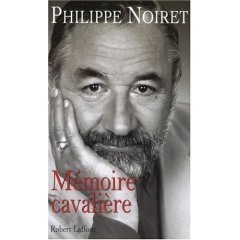 PHILIPPE NOIRET
Mémoire
cavalière
Robert Laffont